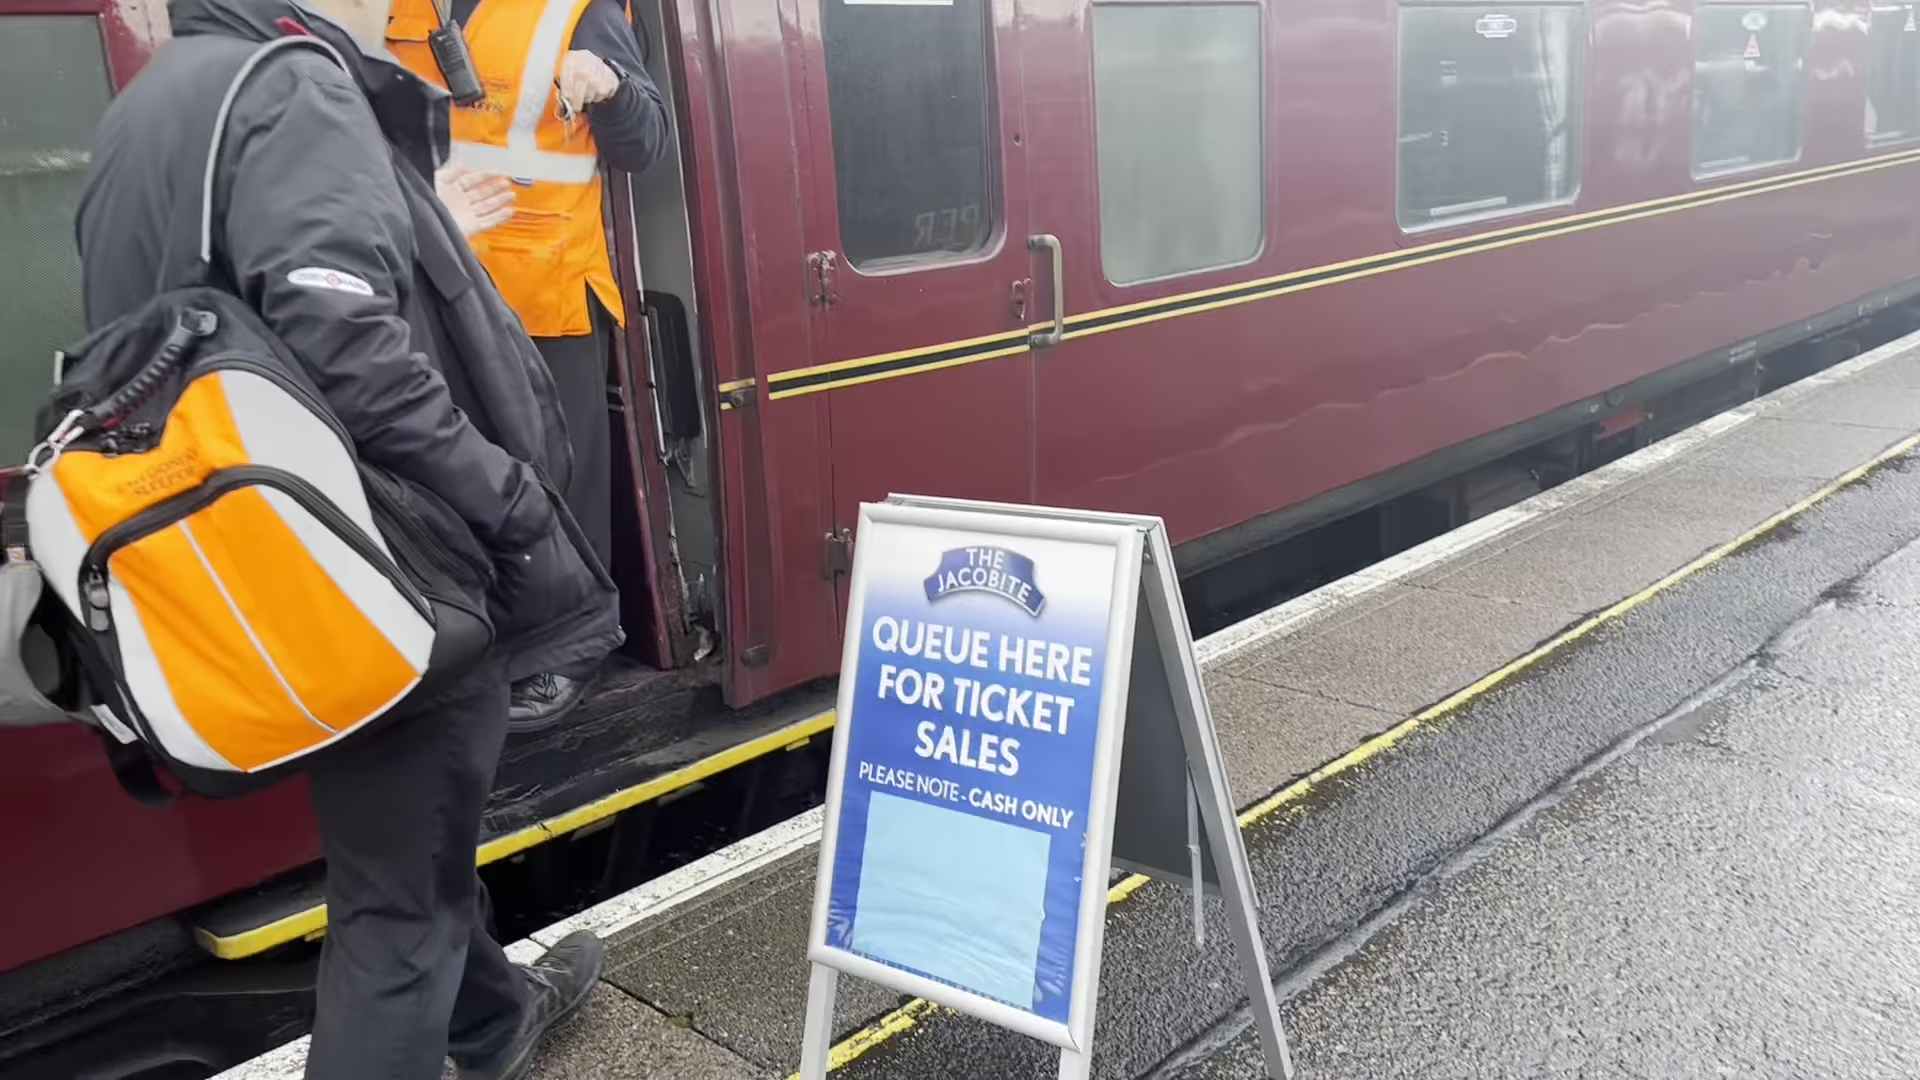 THE
JACOBITE
QUEUE HERE
FOR TICKET
SALES
PLEASE NOTE - CASH ONLY